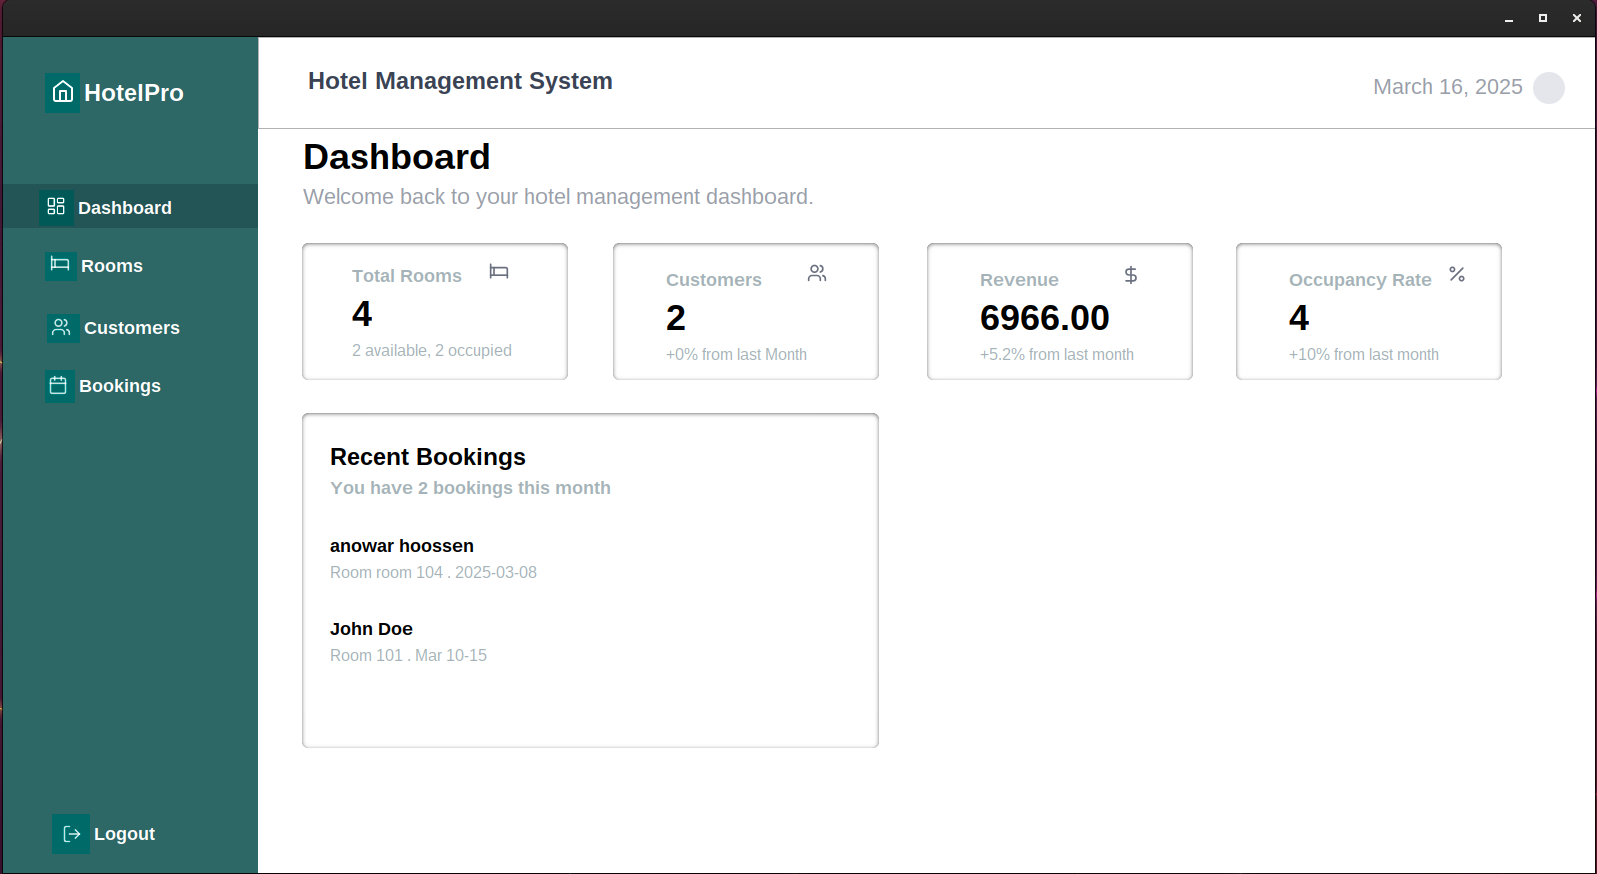 HotelPro
Hotel Management System
March 16, 2025
Dashboard
Rooms
Customers
Bookings
Logout
Dashboard
Welcome back to your hotel management dashboard.
Total Rooms
4
2 available, 2 occupied
Customers
2
+0% from last Month
Revenue
6966.00
+5.2% from last month
Occupancy Rate
4
+10% from last month
Recent Bookings
You have 2 bookings this month
anowar hoossen
Room room 104 . 2025-03-08
John Doe
Room 101 . Mar 10-15